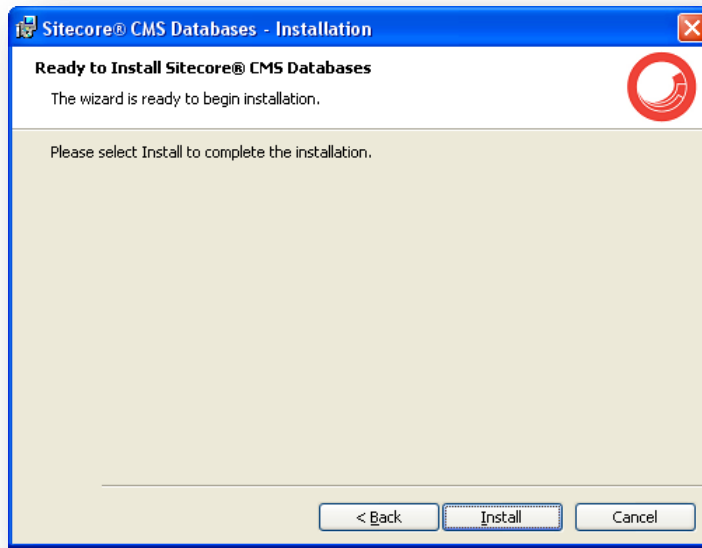 Sitecore® CMS Databases - Installation
Ready to Install Sitecore® CMS Databases
The wizard is ready to begin installation.
Please select Install to complete the installation.
< Back
Install
Cancel